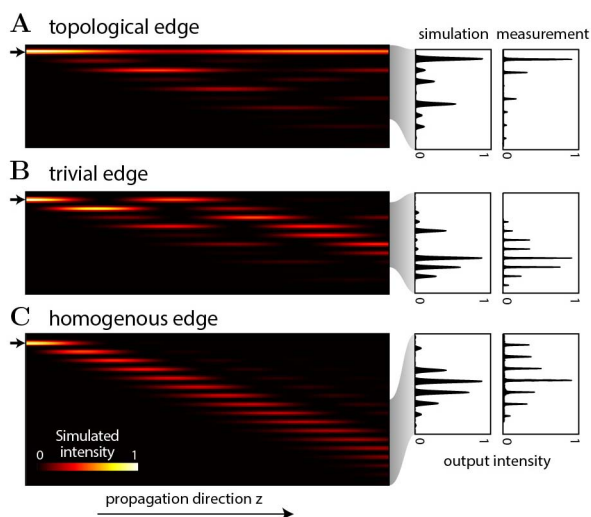 A topological edge
simulation measurement
0 1 0 1
B trivial edge
0 1 0 1
C homogenous edge
Simulated
intensity
0 1
0 1 0 1
output intensity
propagation direction z